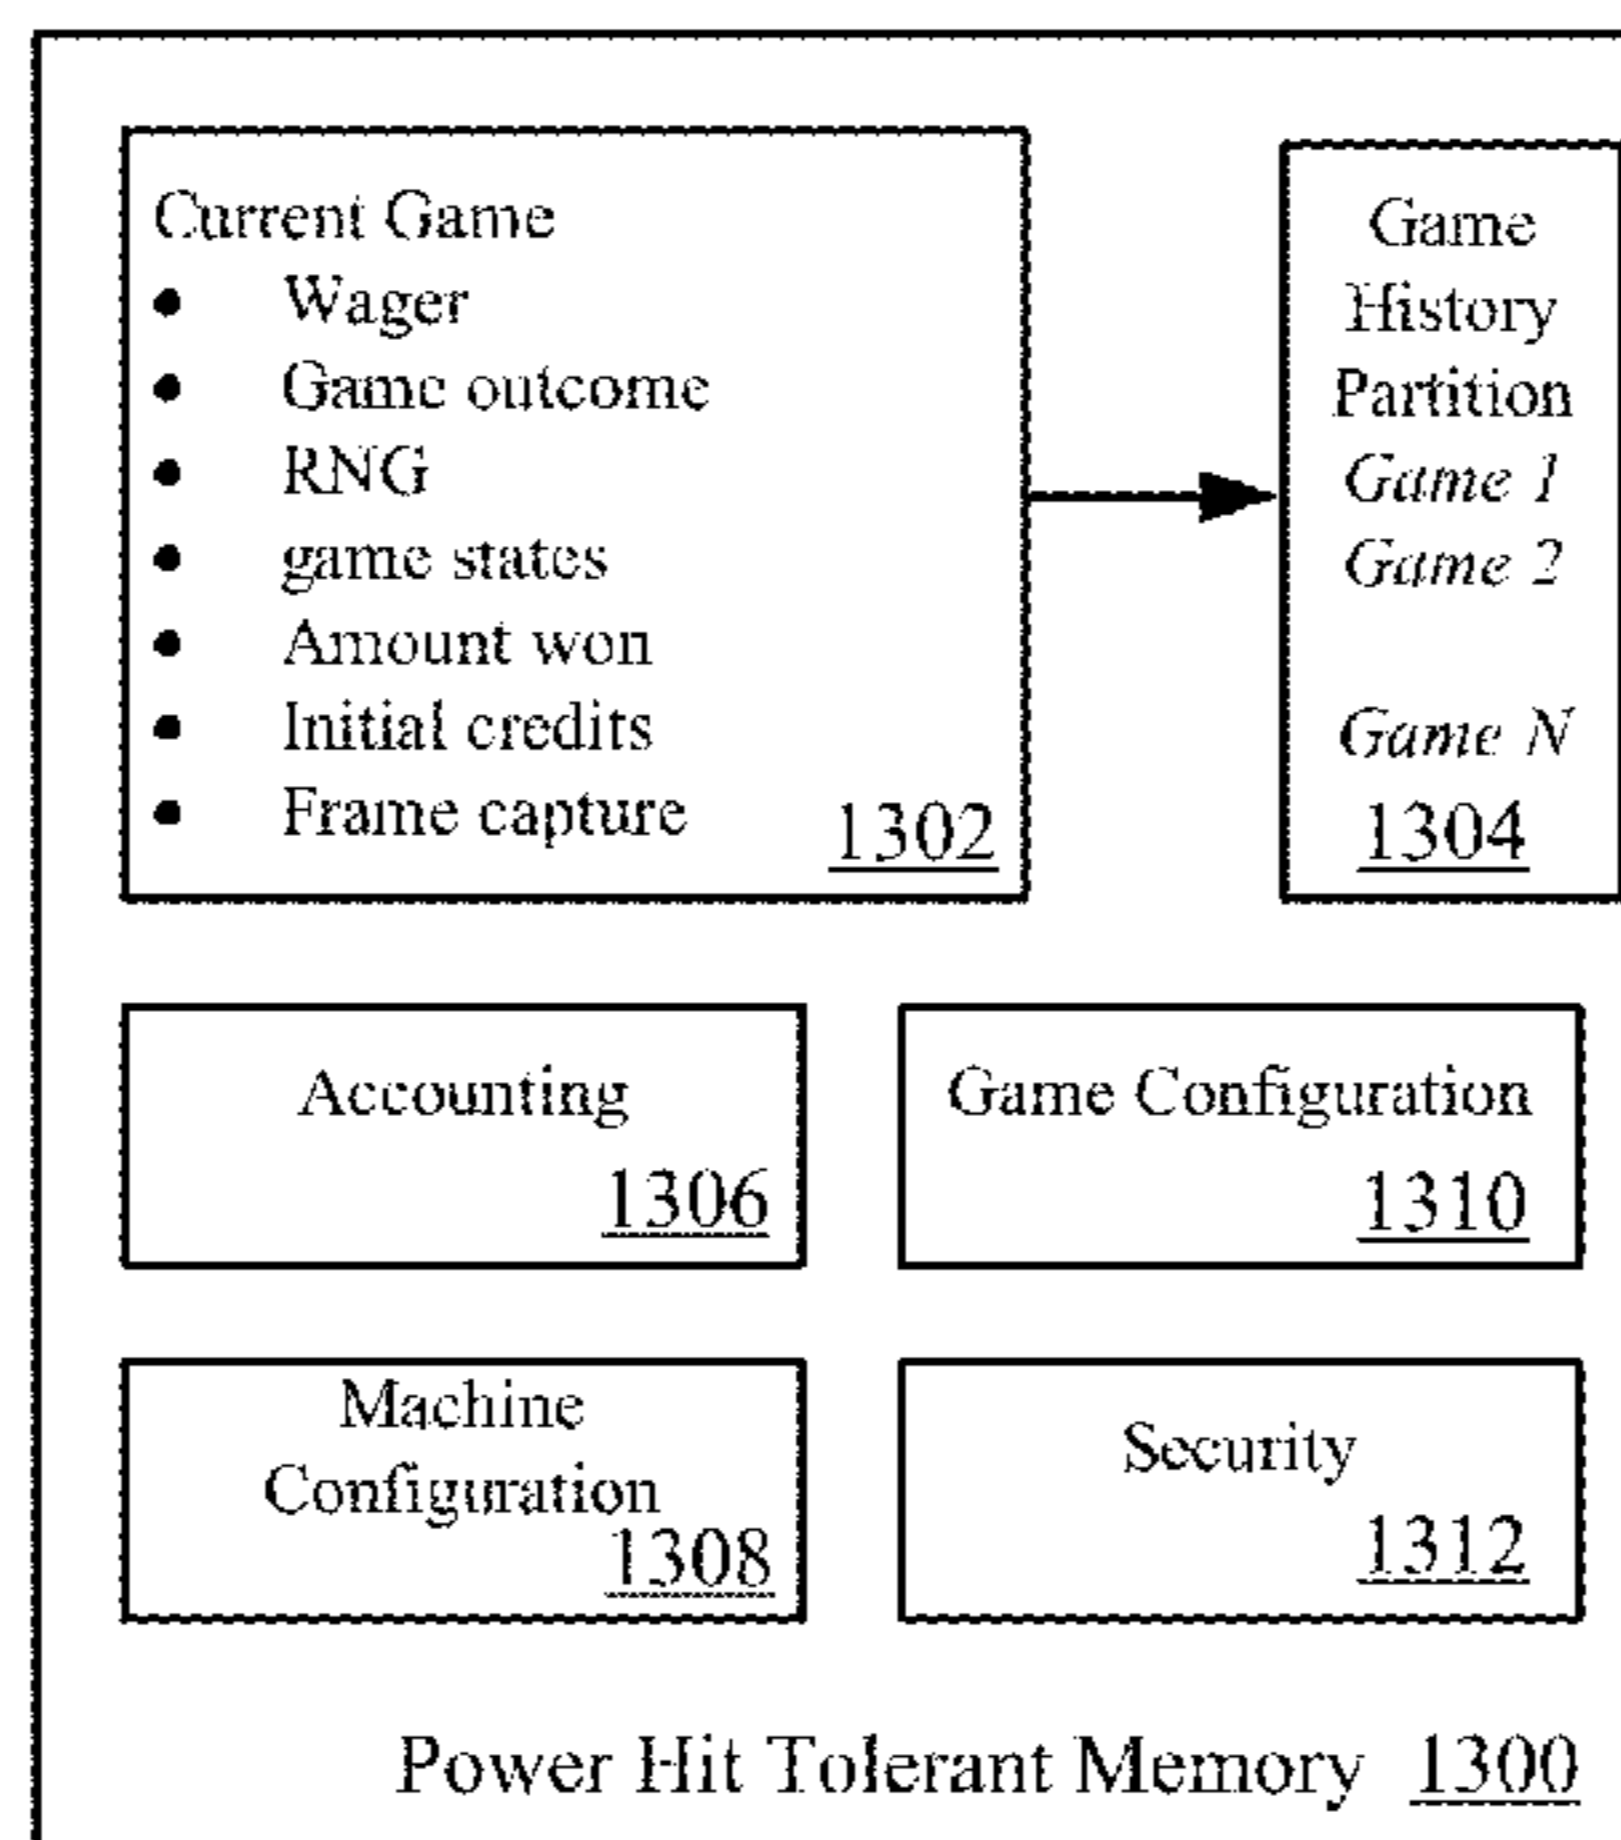 Current Game
• Wager
• Game outcome
• RNG
• game states
• Amount won
• Initial credits
• Frame capture
1302
Game
History
Partition
Game 1
Game 2
Game N
1304
Accounting
1306
Game Configuration
1310
Machine
Configuration
1308
Security
1312
Power Hit Tolerant Memory 1300